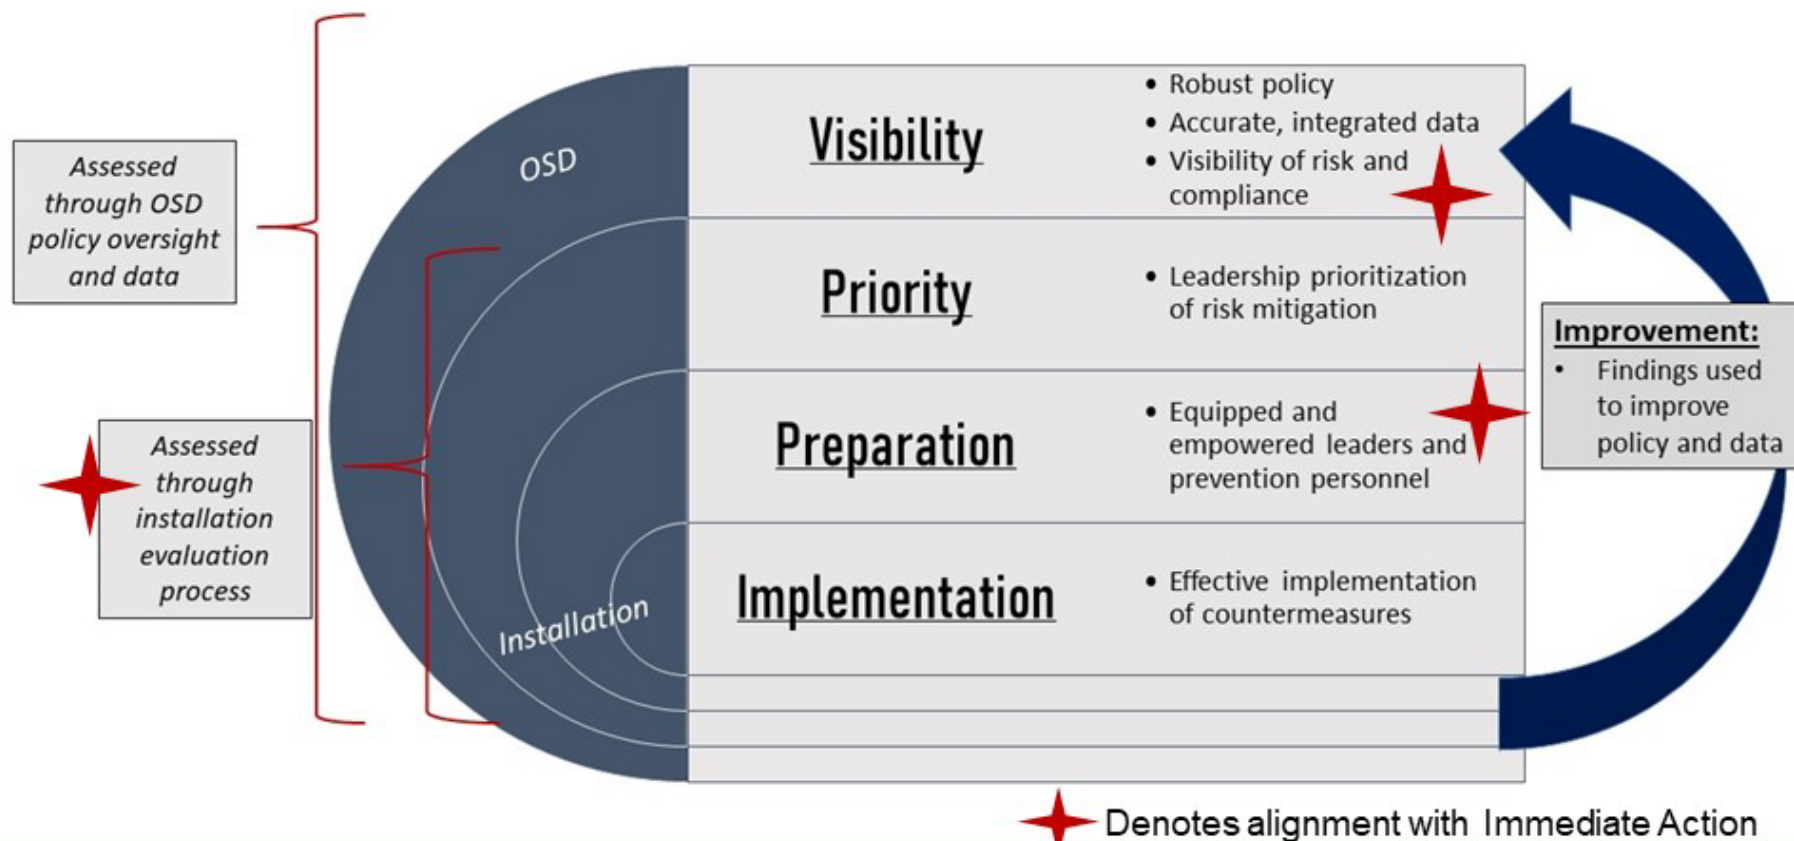 Assessed
through OSD
policy oversight
and data
Assessed
through
installation
evaluation
process
OSD
Installation
Visibility
• Robust policy
• Accurate, integrated data
• Visibility of risk and
compliance
Priority
• Leadership prioritization
of risk mitigation
Preparation
• Equipped and
empowered leaders and
prevention personnel
Implementation
• Effective implementation
of countermeasures
Improvement:
• Findings used
to improve
policy and data
Denotes alignment with Immediate Action